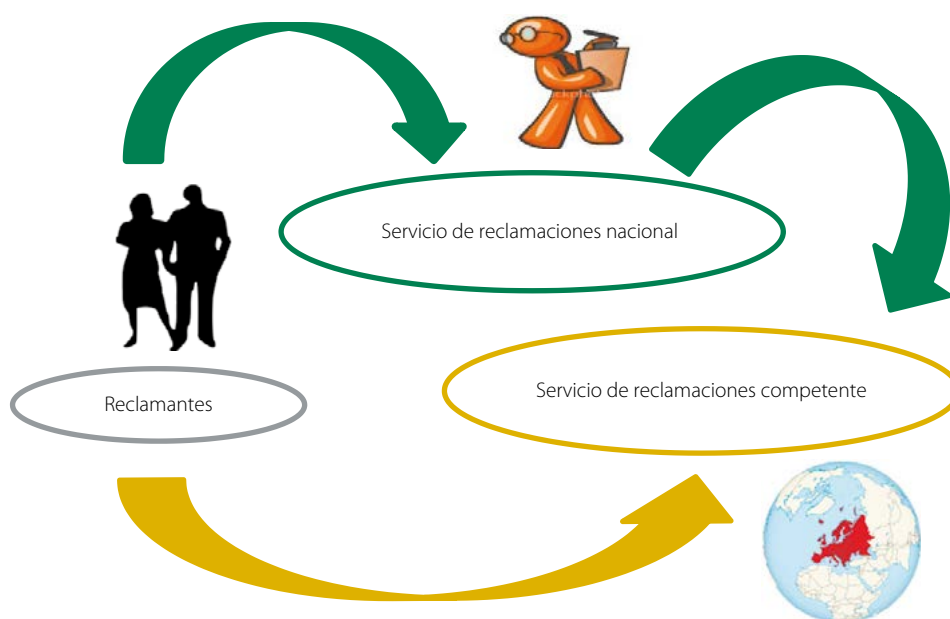 Servicio de reclamaciones nacional
Servicio de reclamaciones competente
Reclamantes